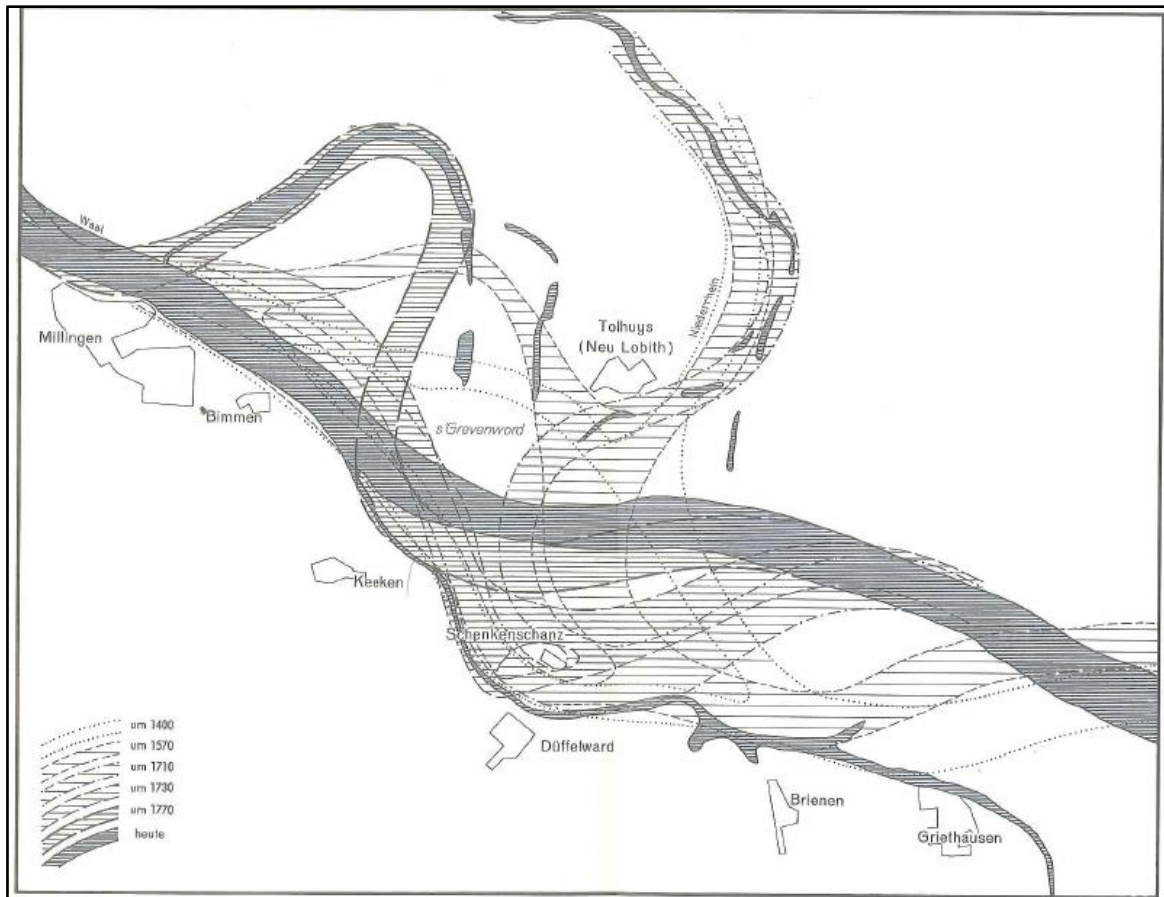 Waal
Millingen
Bimmen
Niederrhein
Tolhuys
(Neu Lobith)
s'Grevenword
Keeken
Schenkenschanz
Düffelward
Brienen
Griethausen
um 1400
um 1570
um 1710
um 1730
um 1770
heute